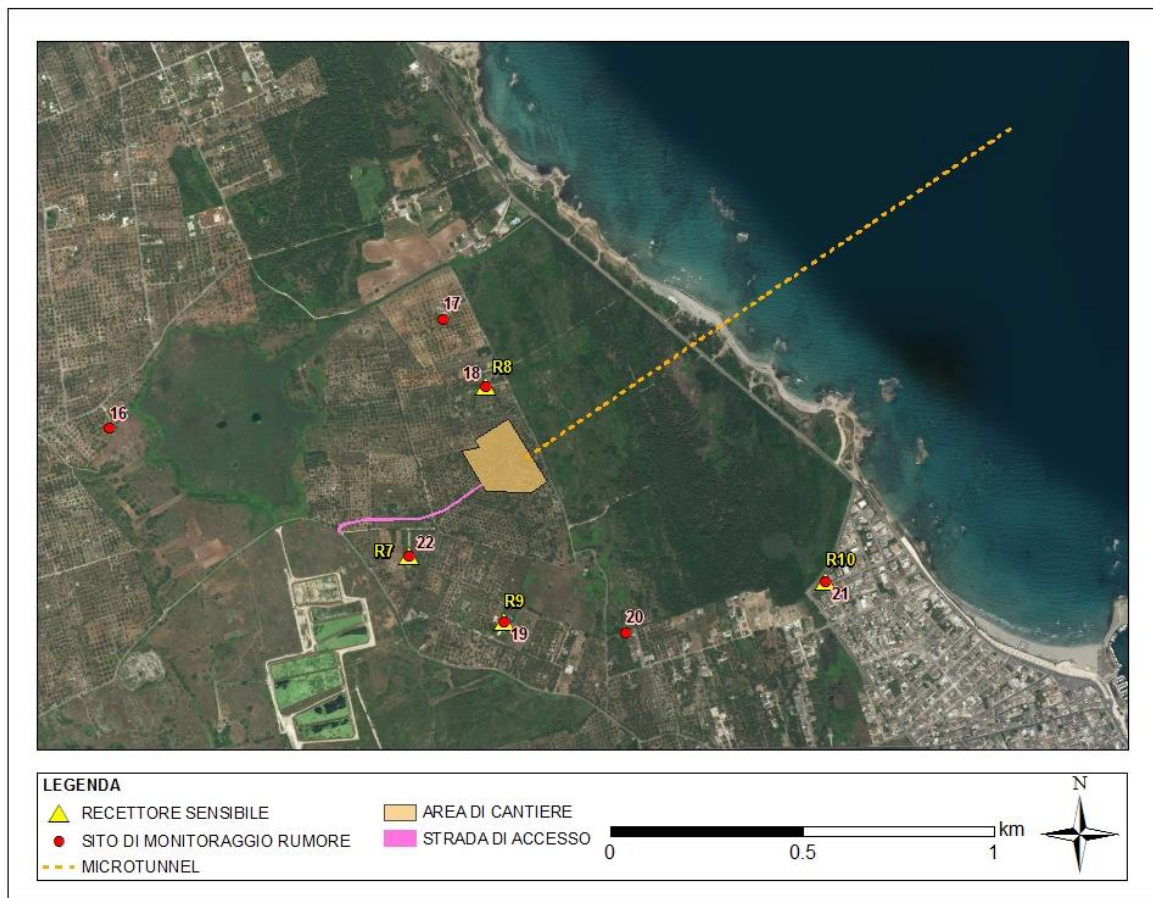 17
18 R8
16
R7 22
R10
21
R9
19
20
LEGENDA
RECETTORE SENSIBILE
SITO DI MONITORAGGIO RUMORE
MICROTUNNEL
AREA DI CANTIERE
STRADA DI ACCESSO
km
0 0.5 1
N